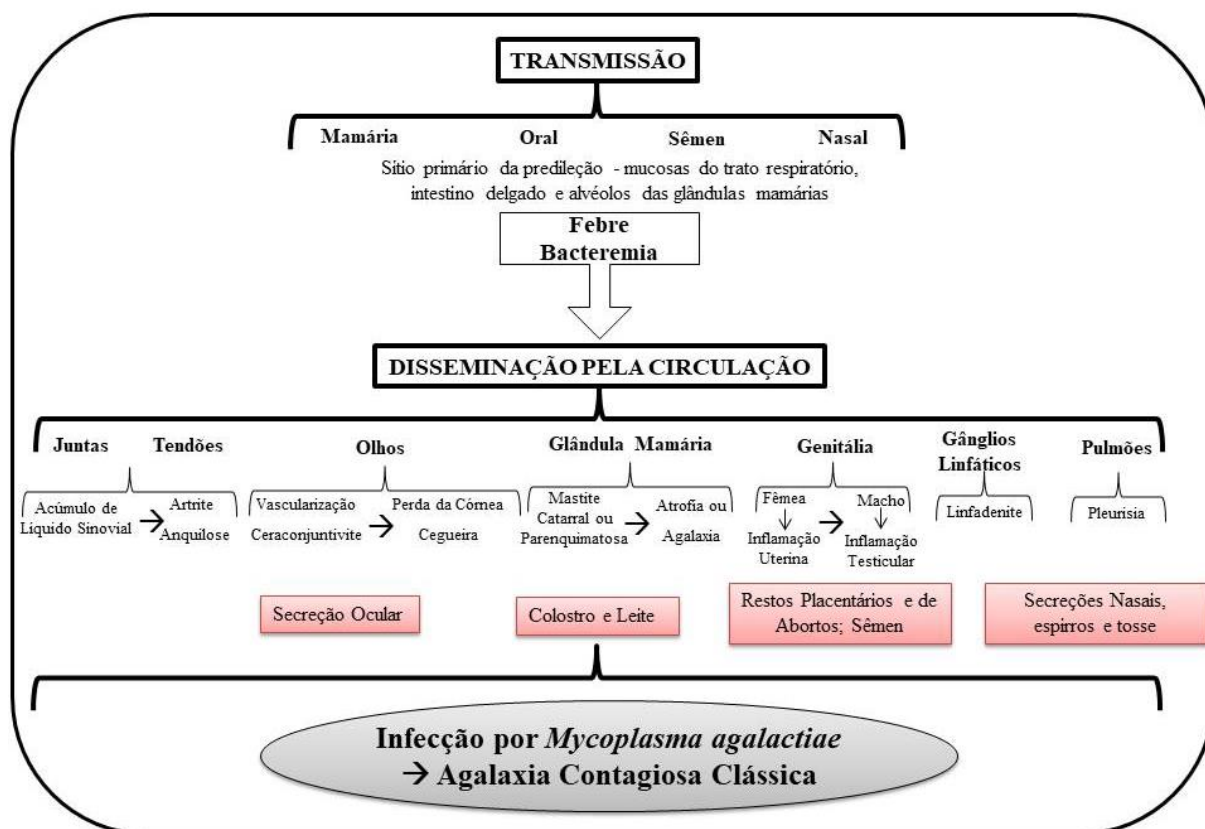 TRANSMISSÃO
Mamária Oral Sêmen Nasal
Sítio primário da predileção - mucosas do trato respiratório,
intestino delgado e alvéolos das glândulas mamárias
Febre
Bacteremia
DISSEMINAÇÃO PELA CIRCULAÇÃO
Juntas Tendões
Acúmulo de
Líquido Sinovial
→
Artrite
Anquilose
Olhos
Vascularização
Ceraconjuntivite
→
Perda da Córnea
Cegueira
Glândula Mamária
Mastite
Catarral ou
Parenquimatosa
→
Atrofia ou
Agalaxia
Genitália
Fêmea
↓
Inflamação
Uterina
→
Macho
↓
Inflamação
Testicular
Gânglios
Linfáticos
Linfadenite
Pulmões
Pleurisia
Secreção Ocular
Colostro e Leite
Restos Placentários e de
Abortos; Sêmen
Secreções Nasais,
espirros e tosse
Infecção por Mycoplasma agalactiae
→ Agalaxia Contagiosa Clássica